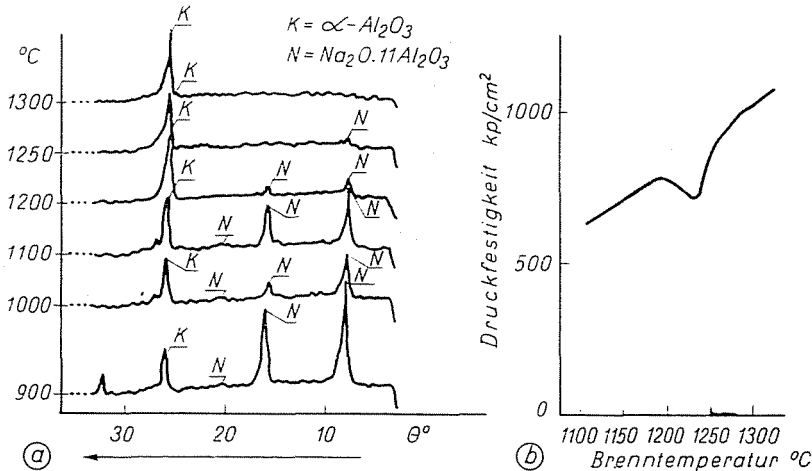 K = α-Al2O3
N = Na2O.11Al2O3
°C
K
K
1300
K
N
1250
K
N
N
1200
K
N
N
N
1100
K
N
N
N
1000
N
N
K
N
900
30
20
10
θ°
a
Druckfestigkeit kp/cm²
1000
500
0
1100 1150 1200 1250 1300
Brenntemperatur °C
b